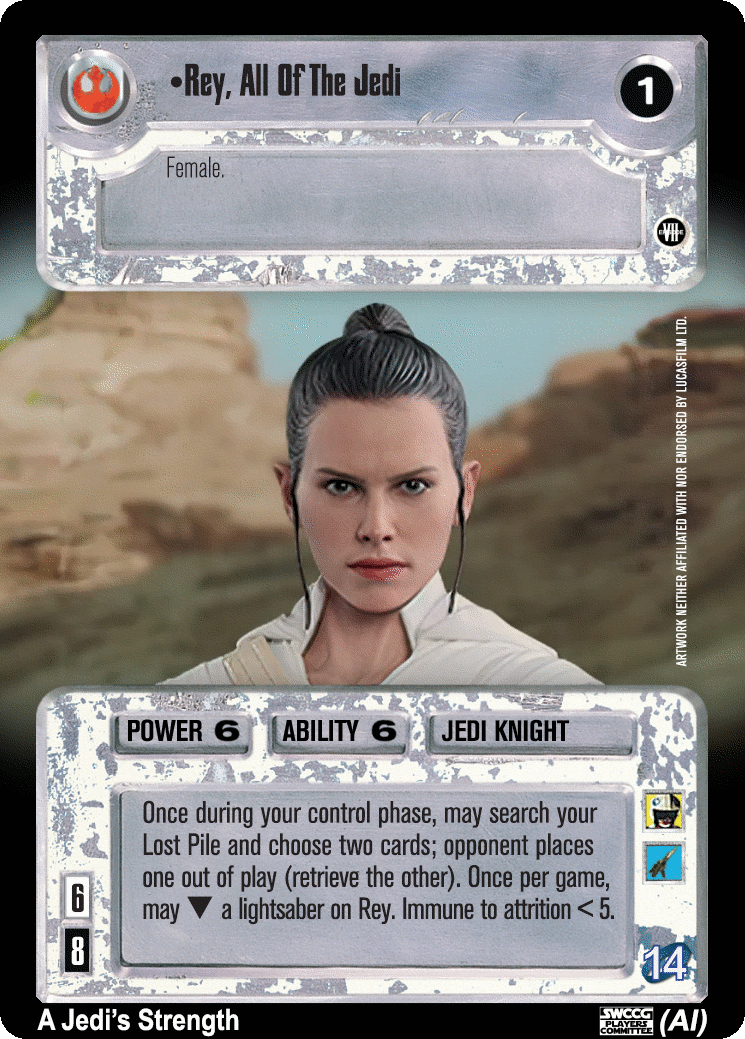 •Rey, All Of The Jedi
1
Female.
EPISODE VII
ARTWORK NEITHER AFFILIATED WITH NOR ENDORSED BY LUCASFILM LTD.
POWER 6 ABILITY 6 JEDI KNIGHT
Once during your control phase, may search your
Lost Pile and choose two cards; opponent places
one out of play (retrieve the other). Once per game,
may ▼ a lightsaber on Rey. Immune to attrition < 5.
6
8
14
A Jedi's Strength
SWCCG
PLAYERS
COMMITTEE
(AI)